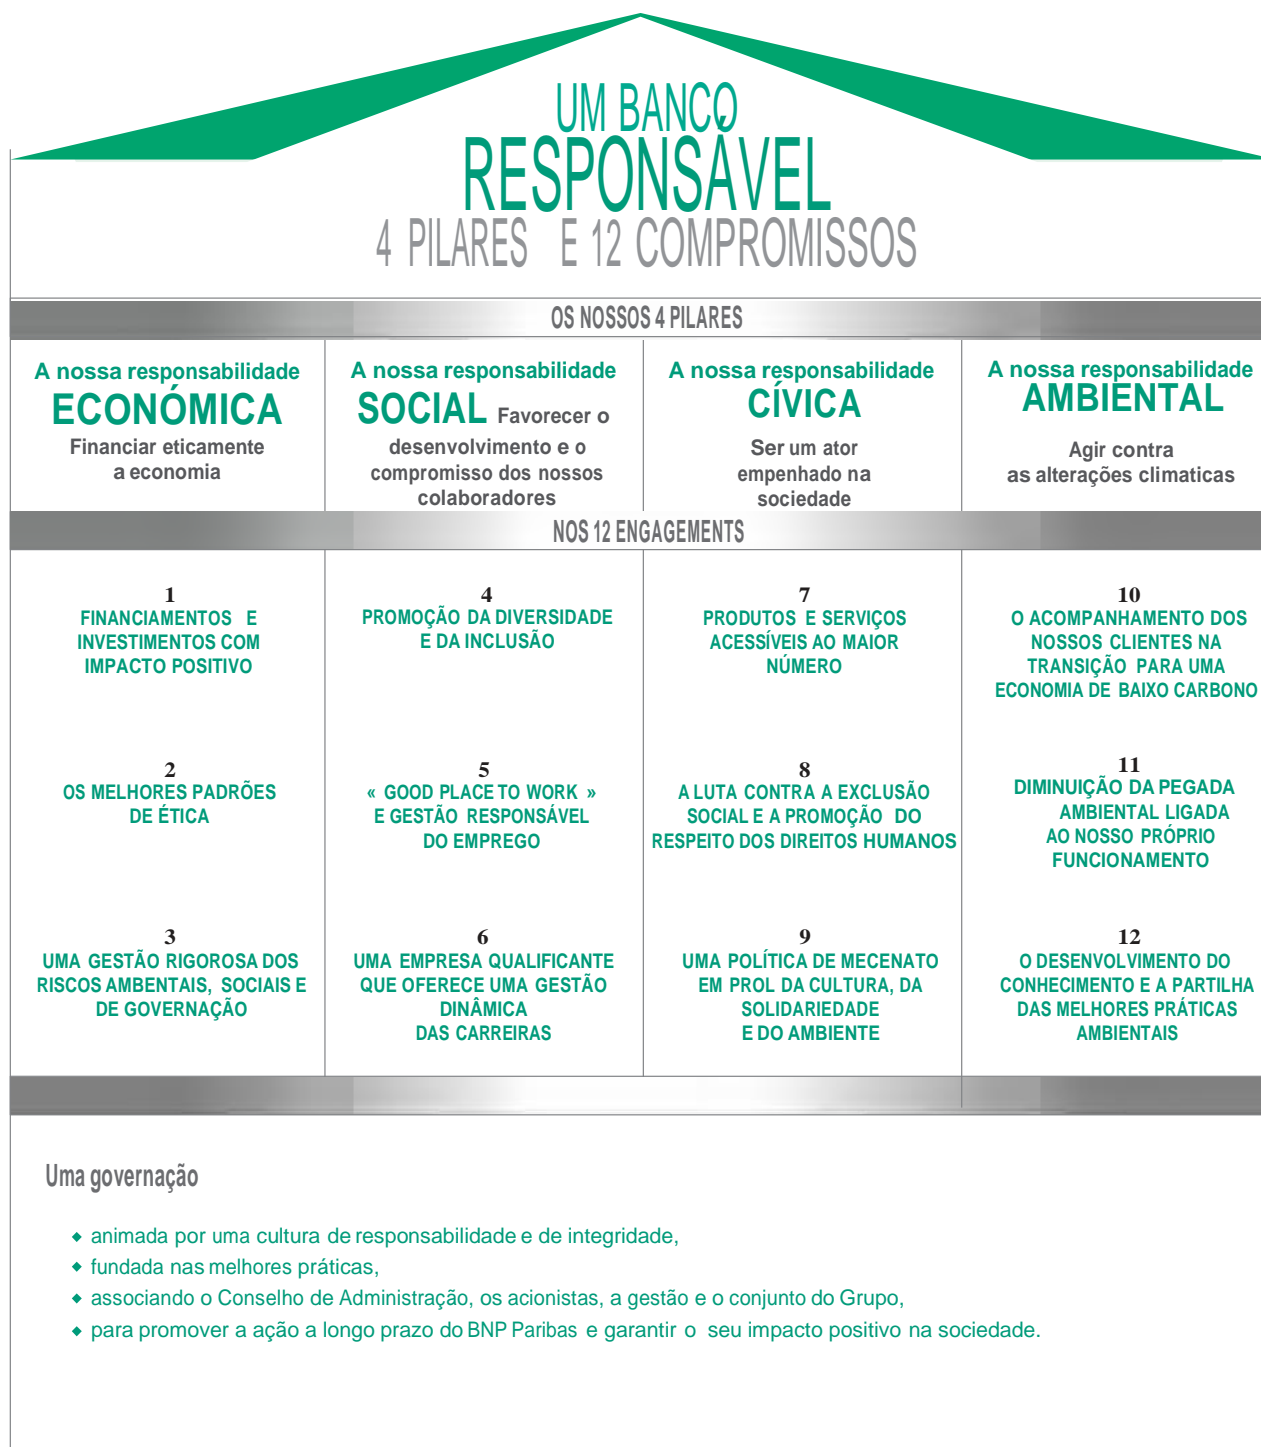 UM BANCO
RESPONSÁVEL
4 PILARES E 12 COMPROMISSOS
OS NOSSOS 4 PILARES
A nossa responsabilidade
ECONÓMICA
Financiar eticamente
a economia
A nossa responsabilidade
SOCIAL Favorecer o
desenvolvimento e o
compromisso dos nossos
colaboradores
A nossa responsabilidade
CÍVICA
Ser um ator
empenhado na
sociedade
A nossa responsabilidade
AMBIENTAL
Agir contra
as alterações climaticas
NOS 12 ENGAGEMENTS
1
FINANCIAMENTOS E
INVESTIMENTOS COM
IMPACTO POSITIVO
4
PROMOÇÃO DA DIVERSIDADE
E DA INCLUSÃO
7
PRODUTOS E SERVIÇOS
ACESSÍVEIS AO MAIOR
NÚMERO
10
O ACOMPANHAMENTO DOS
NOSSOS CLIENTES NA
TRANSIÇÃO PARA UMA
ECONOMIA DE BAIXO CARBONO
2
OS MELHORES PADRÕES
DE ÉTICA
5
« GOOD PLACE TO WORK »
E GESTÃO RESPONSÁVEL
DO EMPREGO
8
A LUTA CONTRA A EXCLUSÃO
SOCIAL E A PROMOÇÃO DO
RESPEITO DOS DIREITOS HUMANOS
11
DIMINUIÇÃO DA PEGADA
AMBIENTAL LIGADA
AO NOSSO PRÓPRIO
FUNCIONAMENTO
3
UMA GESTÃO RIGOROSA DOS
RISCOS AMBENTAIS, SOCIAIS E
DE GOVERNAÇÃO
6
UMA EMPRESA QUALIFICANTE
QUE OFERECE UMA GESTÃO
DINÂMICA
DAS CARREIRAS
9
UMA POLÍTICA DE MECENATO
EM PROL DA CULTURA, DA
SOLIDARIEDADE
E DO AMBIENTE
12
O DESENVOLVIMENTO DO
CONHECIMENTO E A PARTILHA
DAS MELHORES PRÁTICAS
AMBIENTAIS
Uma governação
◆ animada por uma cultura de responsabilidade e de integridade,
◆ fundada nas melhores práticas,
◆ associando o Conselho de Administração, os acionistas, a gestão e o conjunto do Grupo,
◆ para promover a ação a longo prazo do BNP Paribas e garantir o seu impacto positivo na sociedade.